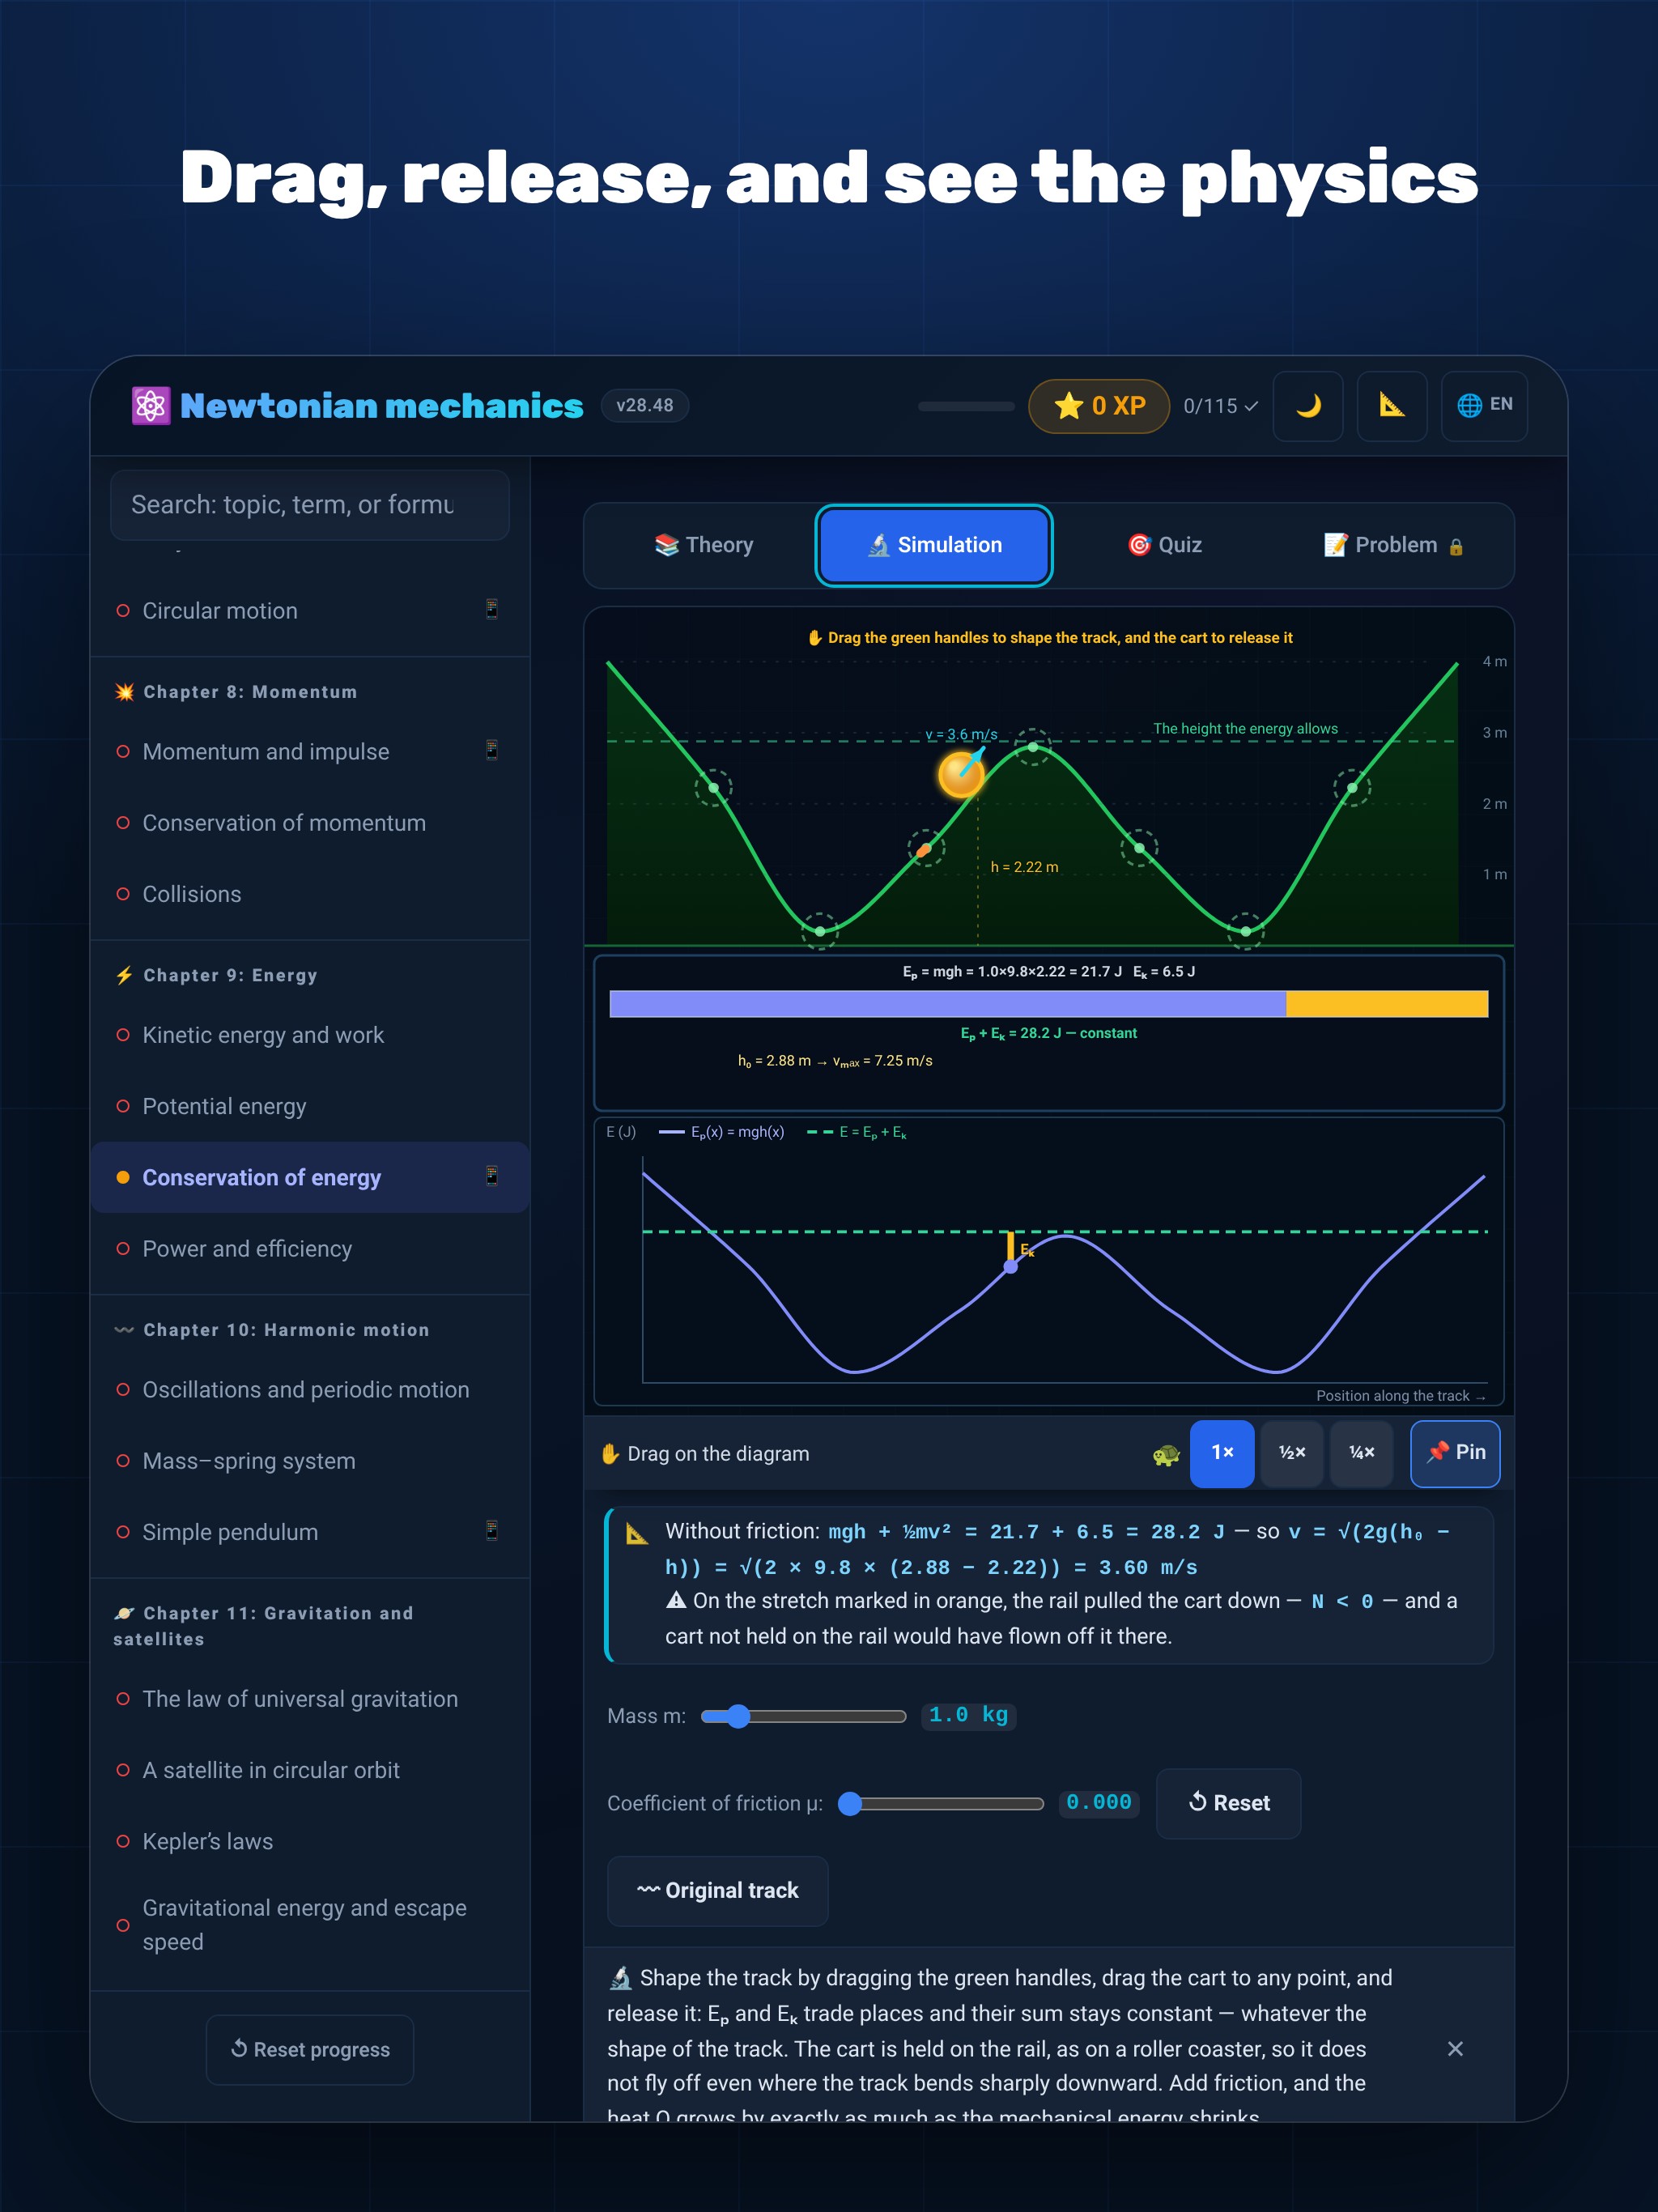 Drag, release, and see the physics
Newtonian mechanics
v28.48
⭐ 0 XP
0/115 ✓
EN
Search: topic, term, or formu
Circular motion
Chapter 8: Momentum
Momentum and impulse
Conservation of momentum
Collisions
⚡ Chapter 9: Energy
Kinetic energy and work
Potential energy
Conservation of energy
Power and efficiency
Chapter 10: Harmonic motion
Oscillations and periodic motion
Mass–spring system
Simple pendulum
Chapter 11: Gravitation and
satellites
The law of universal gravitation
A satellite in circular orbit
Kepler’s laws
Gravitational energy and escape
speed
↺ Reset progress
Theory
Simulation
Quiz
Problem
Drag the green handles to shape the track, and the cart to release it
4 m
3 m
2 m
1 m
The height the energy allows
v = 3.6 m/s
h = 2.22 m
Eₚ = mgh = 1.0×9.8×2.22 = 21.7 J Eₖ = 6.5 J
Eₚ + Eₖ = 28.2 J — constant
h₀ = 2.88 m → vₘₐₓ = 7.25 m/s
E (J)
Eₚ(x) = mgh(x)
E = Eₚ + Eₖ
Eₖ
Position along the track →
Drag on the diagram
1×
½×
¼×
Pin
Without friction: mgh + ½mv² = 21.7 + 6.5 = 28.2 J — so v = √(2g(h₀ −
h)) = √(2 × 9.8 × (2.88 − 2.22)) = 3.60 m/s
⚠ On the stretch marked in orange, the rail pulled the cart down — N < 0 — and a
cart not held on the rail would have flown off it there.
Mass m:
1.0 kg
Coefficient of friction μ:
0.000
↺ Reset
Original track
Shape the track by dragging the green handles, drag the cart to any point, and
release it: Eₚ and Eₖ trade places and their sum stays constant — whatever the
shape of the track. The cart is held on the rail, as on a roller coaster, so it does
not fly off even where the track bends sharply downward. Add friction, and the
heat Q grows by exactly as much as the mechanical energy shrinks.
✕